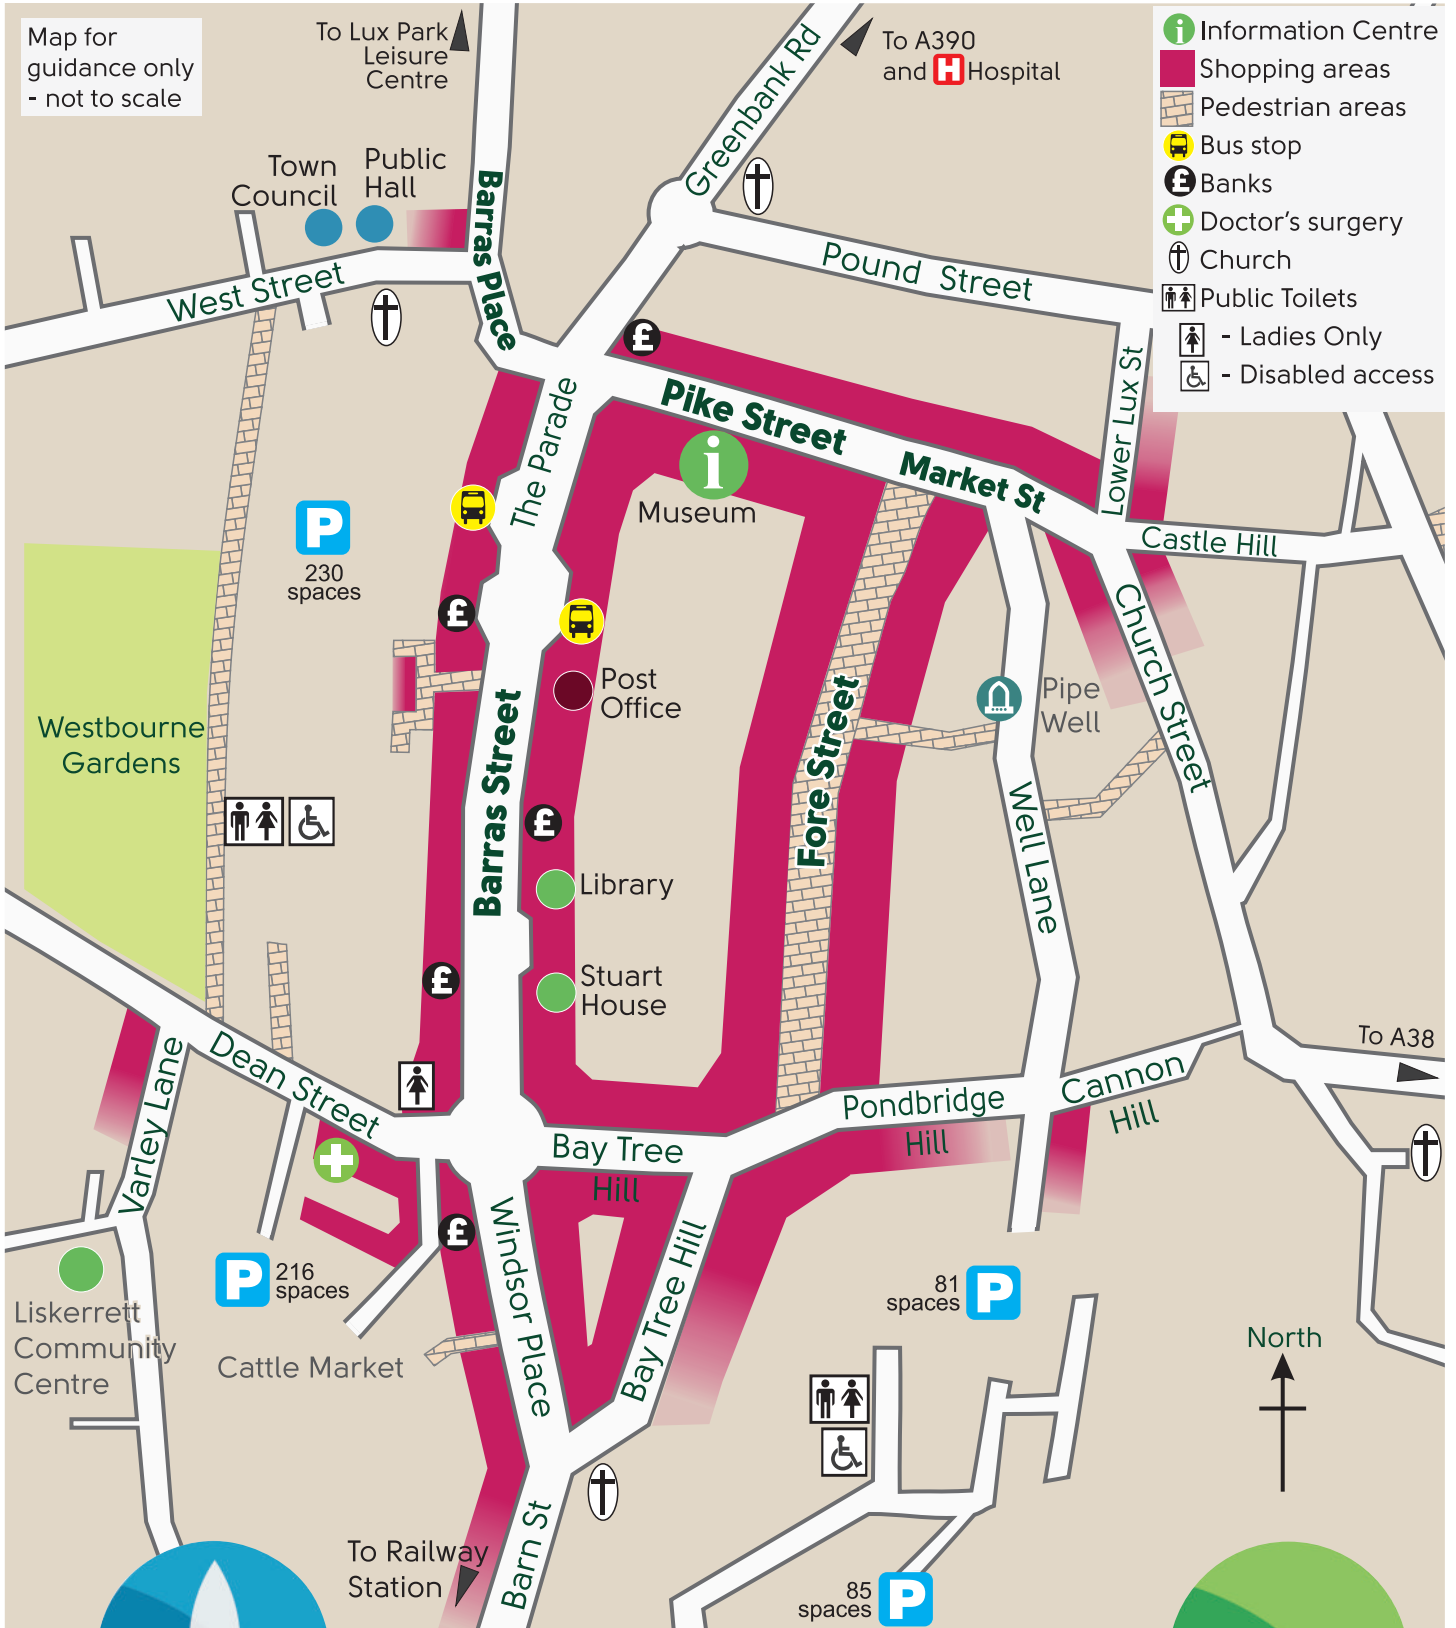 Map for
guidance only
- not to scale
To Lux Park
Leisure
Centre
Greenbank Rd
To A390
and H Hospital
i Information Centre
Shopping areas
Pedestrian areas
Bus stop
£ Banks
Doctor's surgery
Church
Public Toilets
- Ladies Only
- Disabled access
Town
Council
Public
Hall
Barras Place
West Street
Pound Street
£
Pike Street
Market St
Lower Lux St
The Parade
i
Museum
Castle Hill
P
230
spaces
£
Church Street
Post
Office
Pipe
Well
Westbourne
Gardens
Barras Street
Fore Street
£
Well Lane
Library
£
Stuart
House
To A38
Dean Street
Varley Lane
Pondbridge
Hill
Cannon
Hill
Bay Tree
Hill
£
Windsor Place
Bay Tree Hill
P
216
spaces
81
spaces
P
Liskerrett
Community
Centre
Cattle Market
North
To Railway
Station
Barn St
85
spaces
P